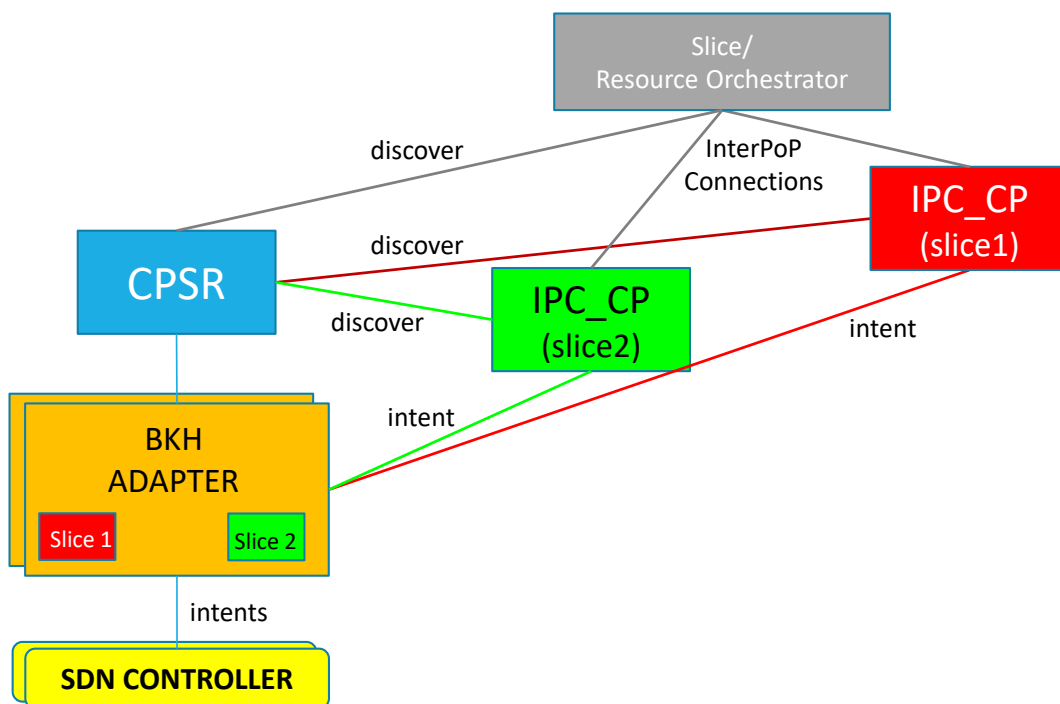 Slice/
Resource Orchestrator
discover
InterPoP
Connections
IPC_CP
(slice1)
discover
CPSR
IPC_CP
(slice2)
discover
intent
intent
BKH
ADAPTER
Slice 1
Slice 2
intents
SDN CONTROLLER